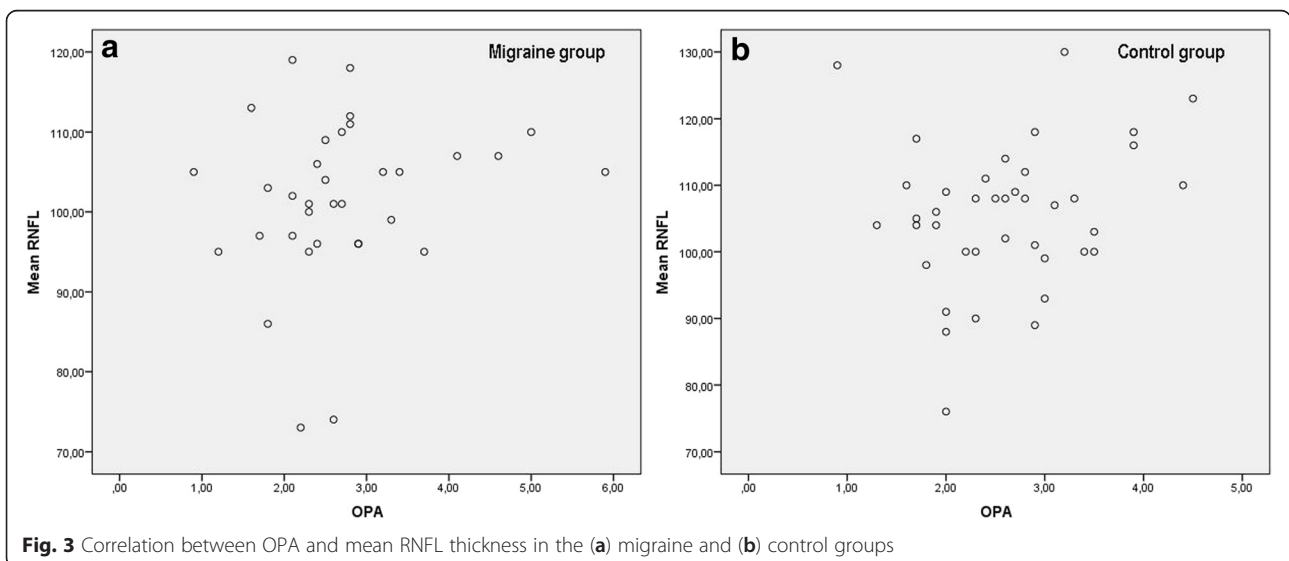 a
Migraine group
120,00
110,00
100,00
90,00
80,00
70,00
Mean RNFL
,00
1,00
2,00
3,00
4,00
5,00
6,00
OPA
b
Control group
130,00
120,00
110,00
100,00
90,00
80,00
70,00
Mean RNFL
,00
1,00
2,00
3,00
4,00
5,00
OPA
Fig. 3 Correlation between OPA and mean RNFL thickness in the (a) migraine and (b) control groups